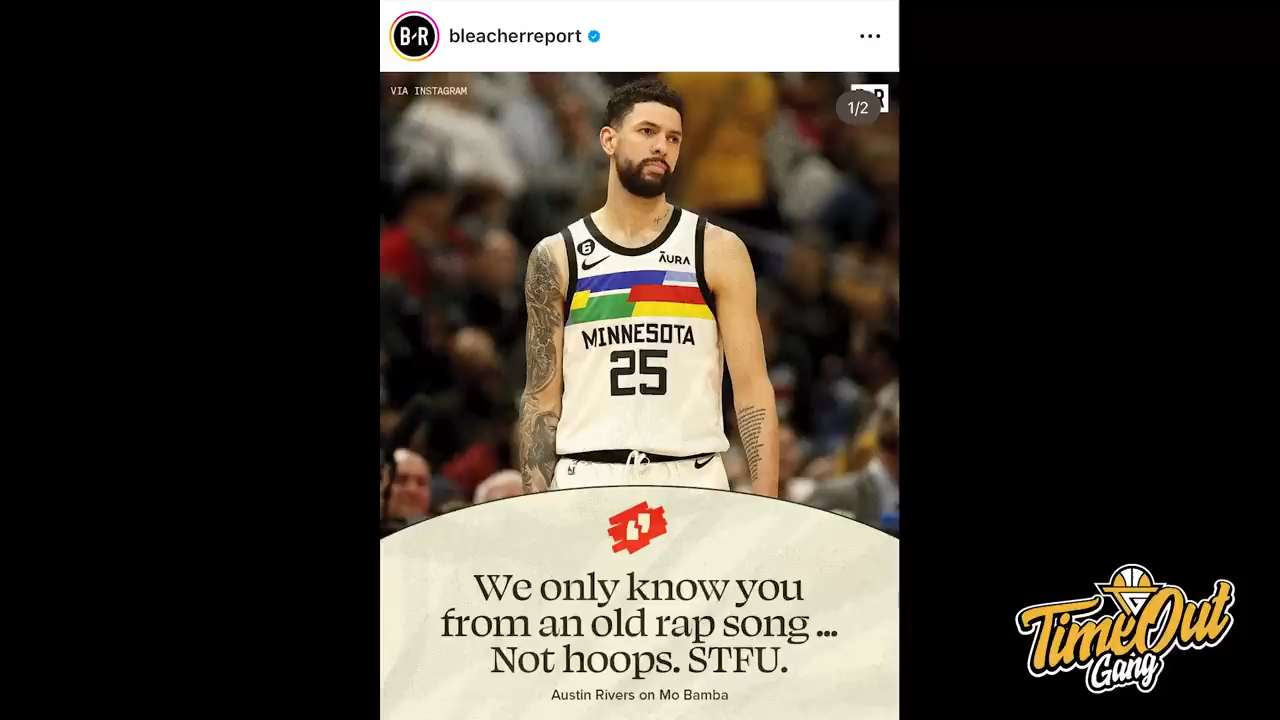 B/R
bleacherreport
VIA INSTAGRAM
1/2
R
6
ĀURA
MINNESOTA
25
We only know you
from an old rap song ...
Not hoops. STFU.
Austin Rivers on Mo Bamba
TimeOut
Gang